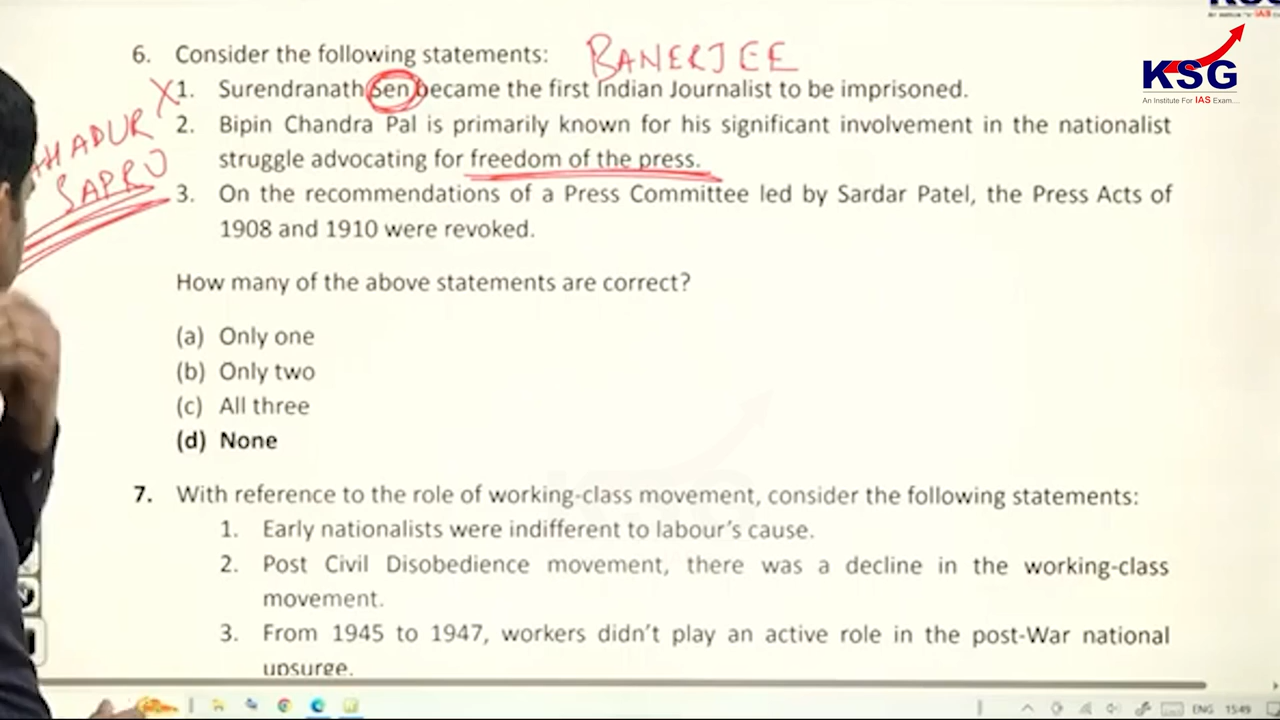 KSG
An Institute For IAS Exam....
6. Consider the following statements: BANERJEE
X1. Surendranath Sen became the first Indian Journalist to be imprisoned.
2. Bipin Chandra Pal is primarily known for his significant involvement in the nationalist
struggle advocating for freedom of the press.
HADUR
SAPRU
3. On the recommendations of a Press Committee led by Sardar Patel, the Press Acts of
1908 and 1910 were revoked.
How many of the above statements are correct?
(a) Only one
(b) Only two
(c) All three
(d) None
7. With reference to the role of working-class movement, consider the following statements:
1. Early nationalists were indifferent to labour's cause.
2. Post Civil Disobedience movement, there was a decline in the working-class
movement.
3. From 1945 to 1947, workers didn't play an active role in the post-War national
upsurge.
ENG 15:49